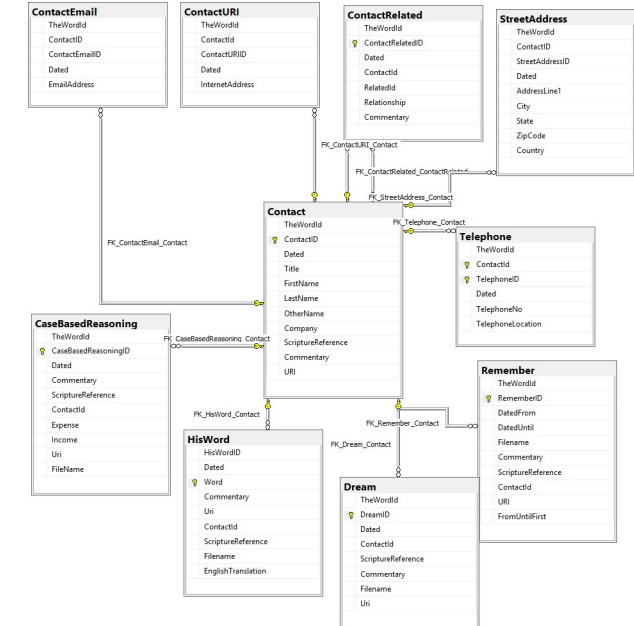 ContactEmail
TheWordId
ContactID
ContactEmailID
Dated
EmailAddress
ContactURI
TheWordId
ContactId
ContactURIID
Dated
InternetAddress
ContactRelated
TheWordId
ContactRelatedID
Dated
ContactId
RelatedId
Relationship
Commentary
StreetAddress
TheWordId
ContactID
StreetAddressID
Dated
AddressLine1
City
State
ZipCode
Country
FK_ContactURI_Contact
FK_ContactRelated_ContactRelated
FK_StreetAddress_Contact
FK_Telephone_Contact
FK_ContactEmail_Contact
Contact
TheWordId
ContactID
Dated
Title
FirstName
LastName
OtherName
Company
ScriptureReference
Commentary
URI
Telephone
TheWordId
ContactId
TelephoneID
Dated
TelephoneNo
TelephoneLocation
CaseBasedReasoning
TheWordId
CaseBasedReasoningID
Dated
Commentary
ScriptureReference
ContactId
Expense
Income
Uri
FileName
FK_CaseBasedReasoning_Contact
FK_HisWord_Contact
FK_Remember_Contact
FK_Dream_Contact
Remember
TheWordId
RememberID
DatedFrom
DatedUntil
Filename
Commentary
ScriptureReference
ContactId
URI
FromUntilFirst
HisWord
HisWordID
Dated
Word
Commentary
Uri
ContactId
ScriptureReference
Filename
EnglishTranslation
Dream
TheWordId
DreamID
Dated
ContactId
ScriptureReference
Commentary
Filename
Uri